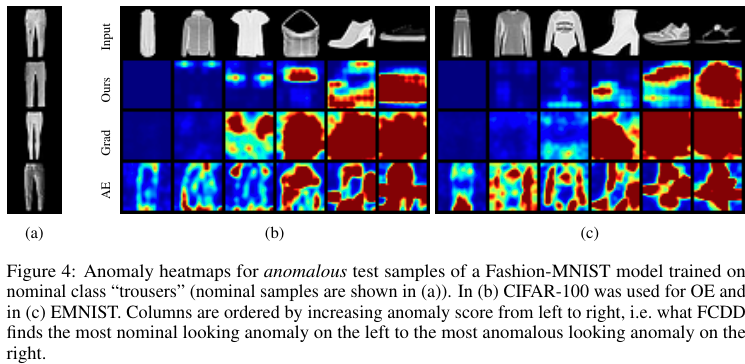 Input
Ours
Grad
AE
(a)
(b)
(c)
Figure 4: Anomaly heatmaps for anomalous test samples of a Fashion-MNIST model trained on
nominal class “trousers” (nominal samples are shown in (a)). In (b) CIFAR-100 was used for OE and
in (c) EMNIST. Columns are ordered by increasing anomaly score from left to right, i.e. what FCDD
finds the most nominal looking anomaly on the left to the most anomalous looking anomaly on the
right.